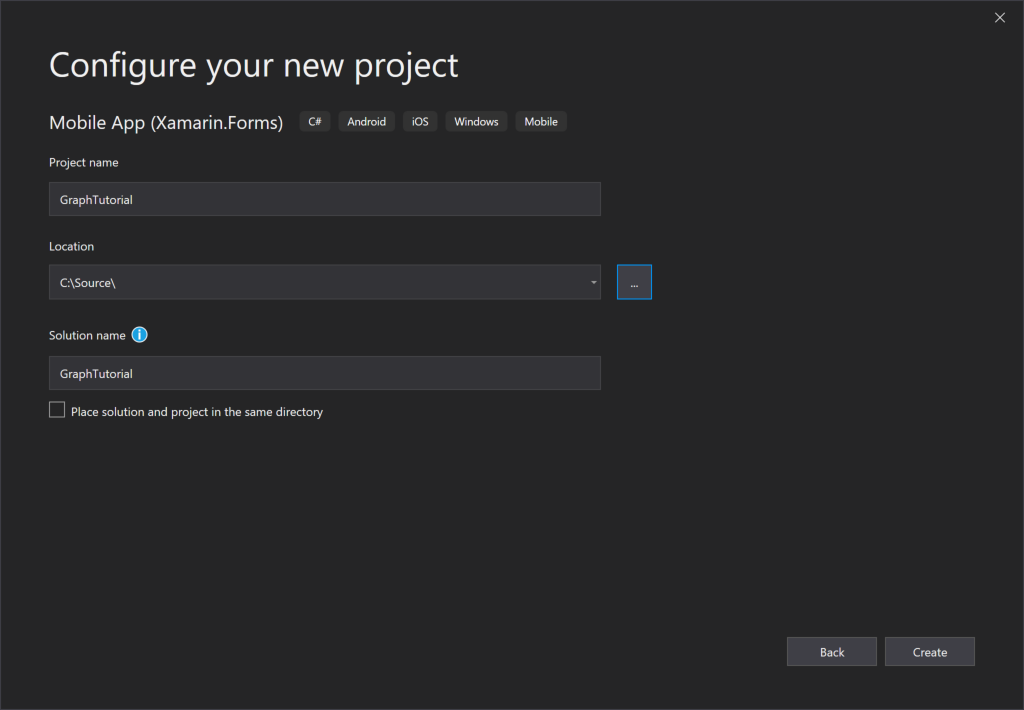 Configure your new project
Mobile App (Xamarin.Forms) C# Android iOS Windows Mobile
Project name
GraphTutorial
Location
C:\Source\
...
Solution name
GraphTutorial
Place solution and project in the same directory
Back Create